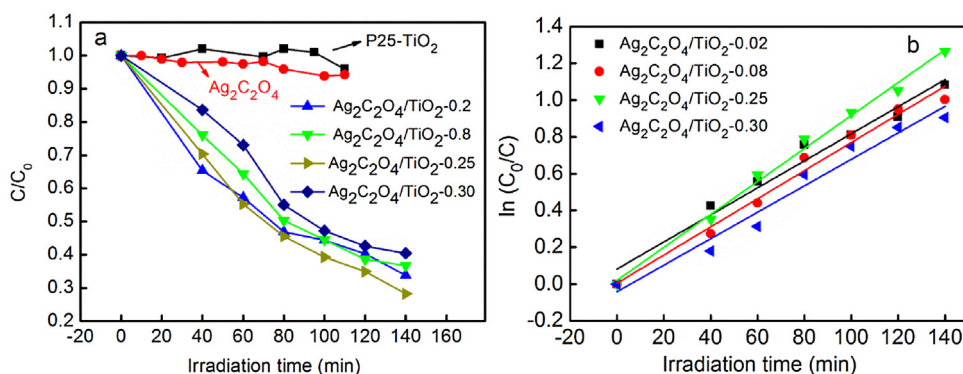 a
P25-TiO₂
Ag₂C₂O₄
Ag₂C₂O₄/TiO₂-0.2
Ag₂C₂O₄/TiO₂-0.8
Ag₂C₂O₄/TiO₂-0.25
Ag₂C₂O₄/TiO₂-0.30
C/C₀
1.1
1.0
0.9
0.8
0.7
0.6
0.5
0.4
0.3
0.2
-20 0 20 40 60 80 100 120 140 160
Irradiation time (min)
b
Ag₂C₂O₄/TiO₂-0.02
Ag₂C₂O₄/TiO₂-0.08
Ag₂C₂O₄/TiO₂-0.25
Ag₂C₂O₄/TiO₂-0.30
ln (C₀/C)
1.4
1.2
1.0
0.8
0.6
0.4
0.2
0.0
-0.2
-20 0 20 40 60 80 100 120 140
Irradiation time (min)